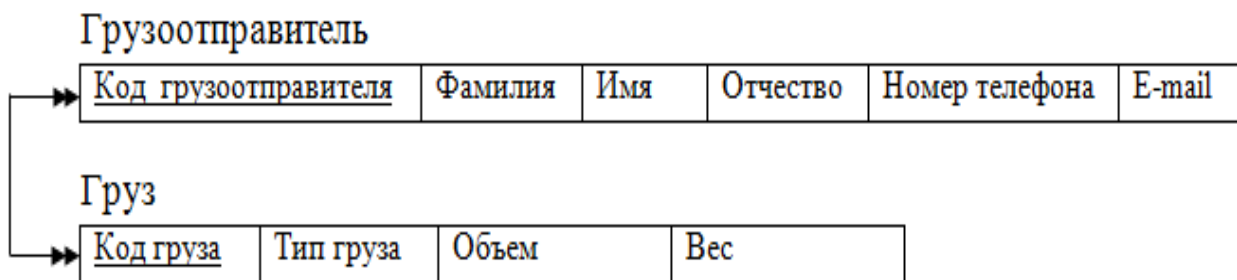 Грузоотправитель
Код грузоотправителя Фамилия Имя Отчество Номер телефона E-mail
Груз
Код груза Тип груза Объем Вес